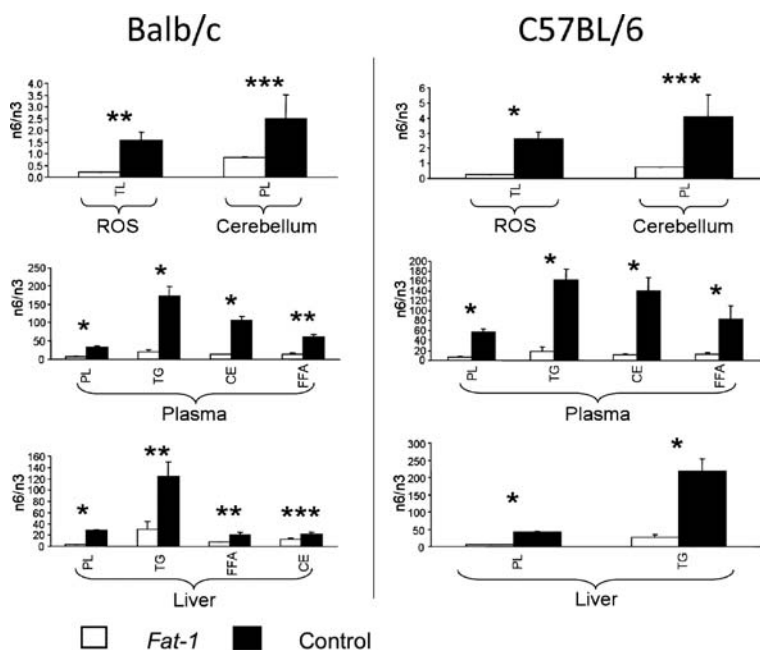 Balb/c
C57BL/6
n6/n3
4.0
3.5
3.0
2.5
2.0
1.5
1.0
0.5
0.0
**
***
TL
PL
ROS
Cerebellum
n6/n3
6
5
4
3
2
1
0
*
***
TL
PL
ROS
Cerebellum
n6/n3
250
200
150
100
50
0
*
*
*
**
PL
TG
CE
FFA
Plasma
n6/n3
200
180
160
140
120
100
80
60
40
20
0
*
*
*
*
PL
TG
CE
FFA
Plasma
n6/n3
160
140
120
100
80
60
40
20
0
*
**
**
***
PL
TG
FFA
CE
Liver
n6/n3
300
250
200
150
100
50
0
*
*
PL
TG
Liver
Fat-1
Control